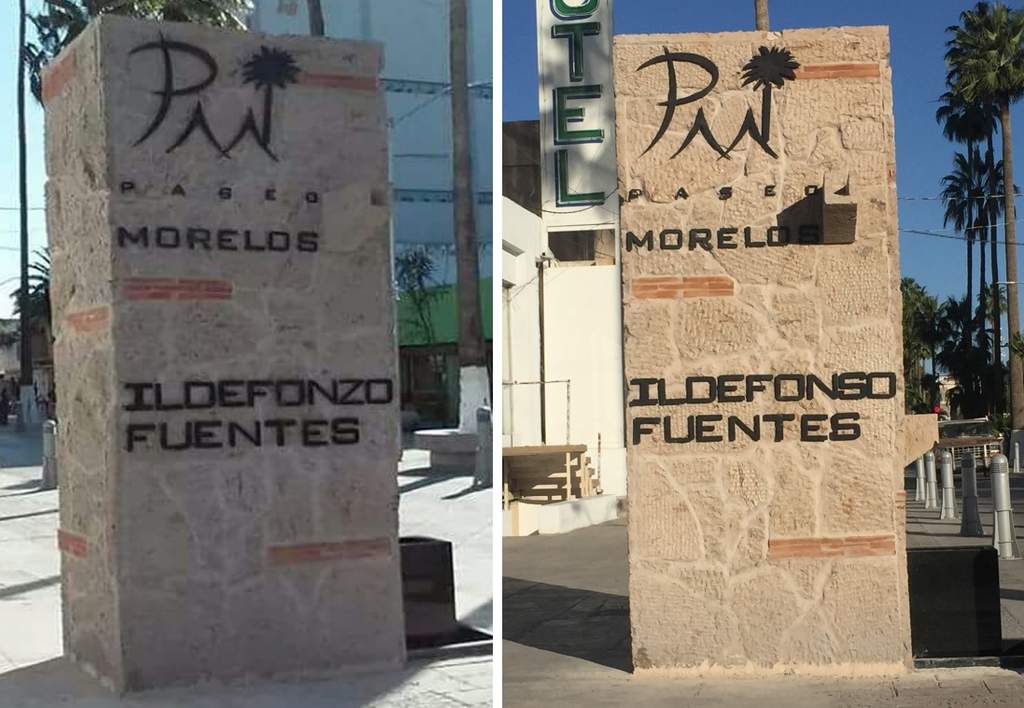 PM
PASEO
MORELOS
ILDEFONZO
FUENTES
OTEL
PM
PASEO
MORELOS
ILDEFONSO
FUENTES